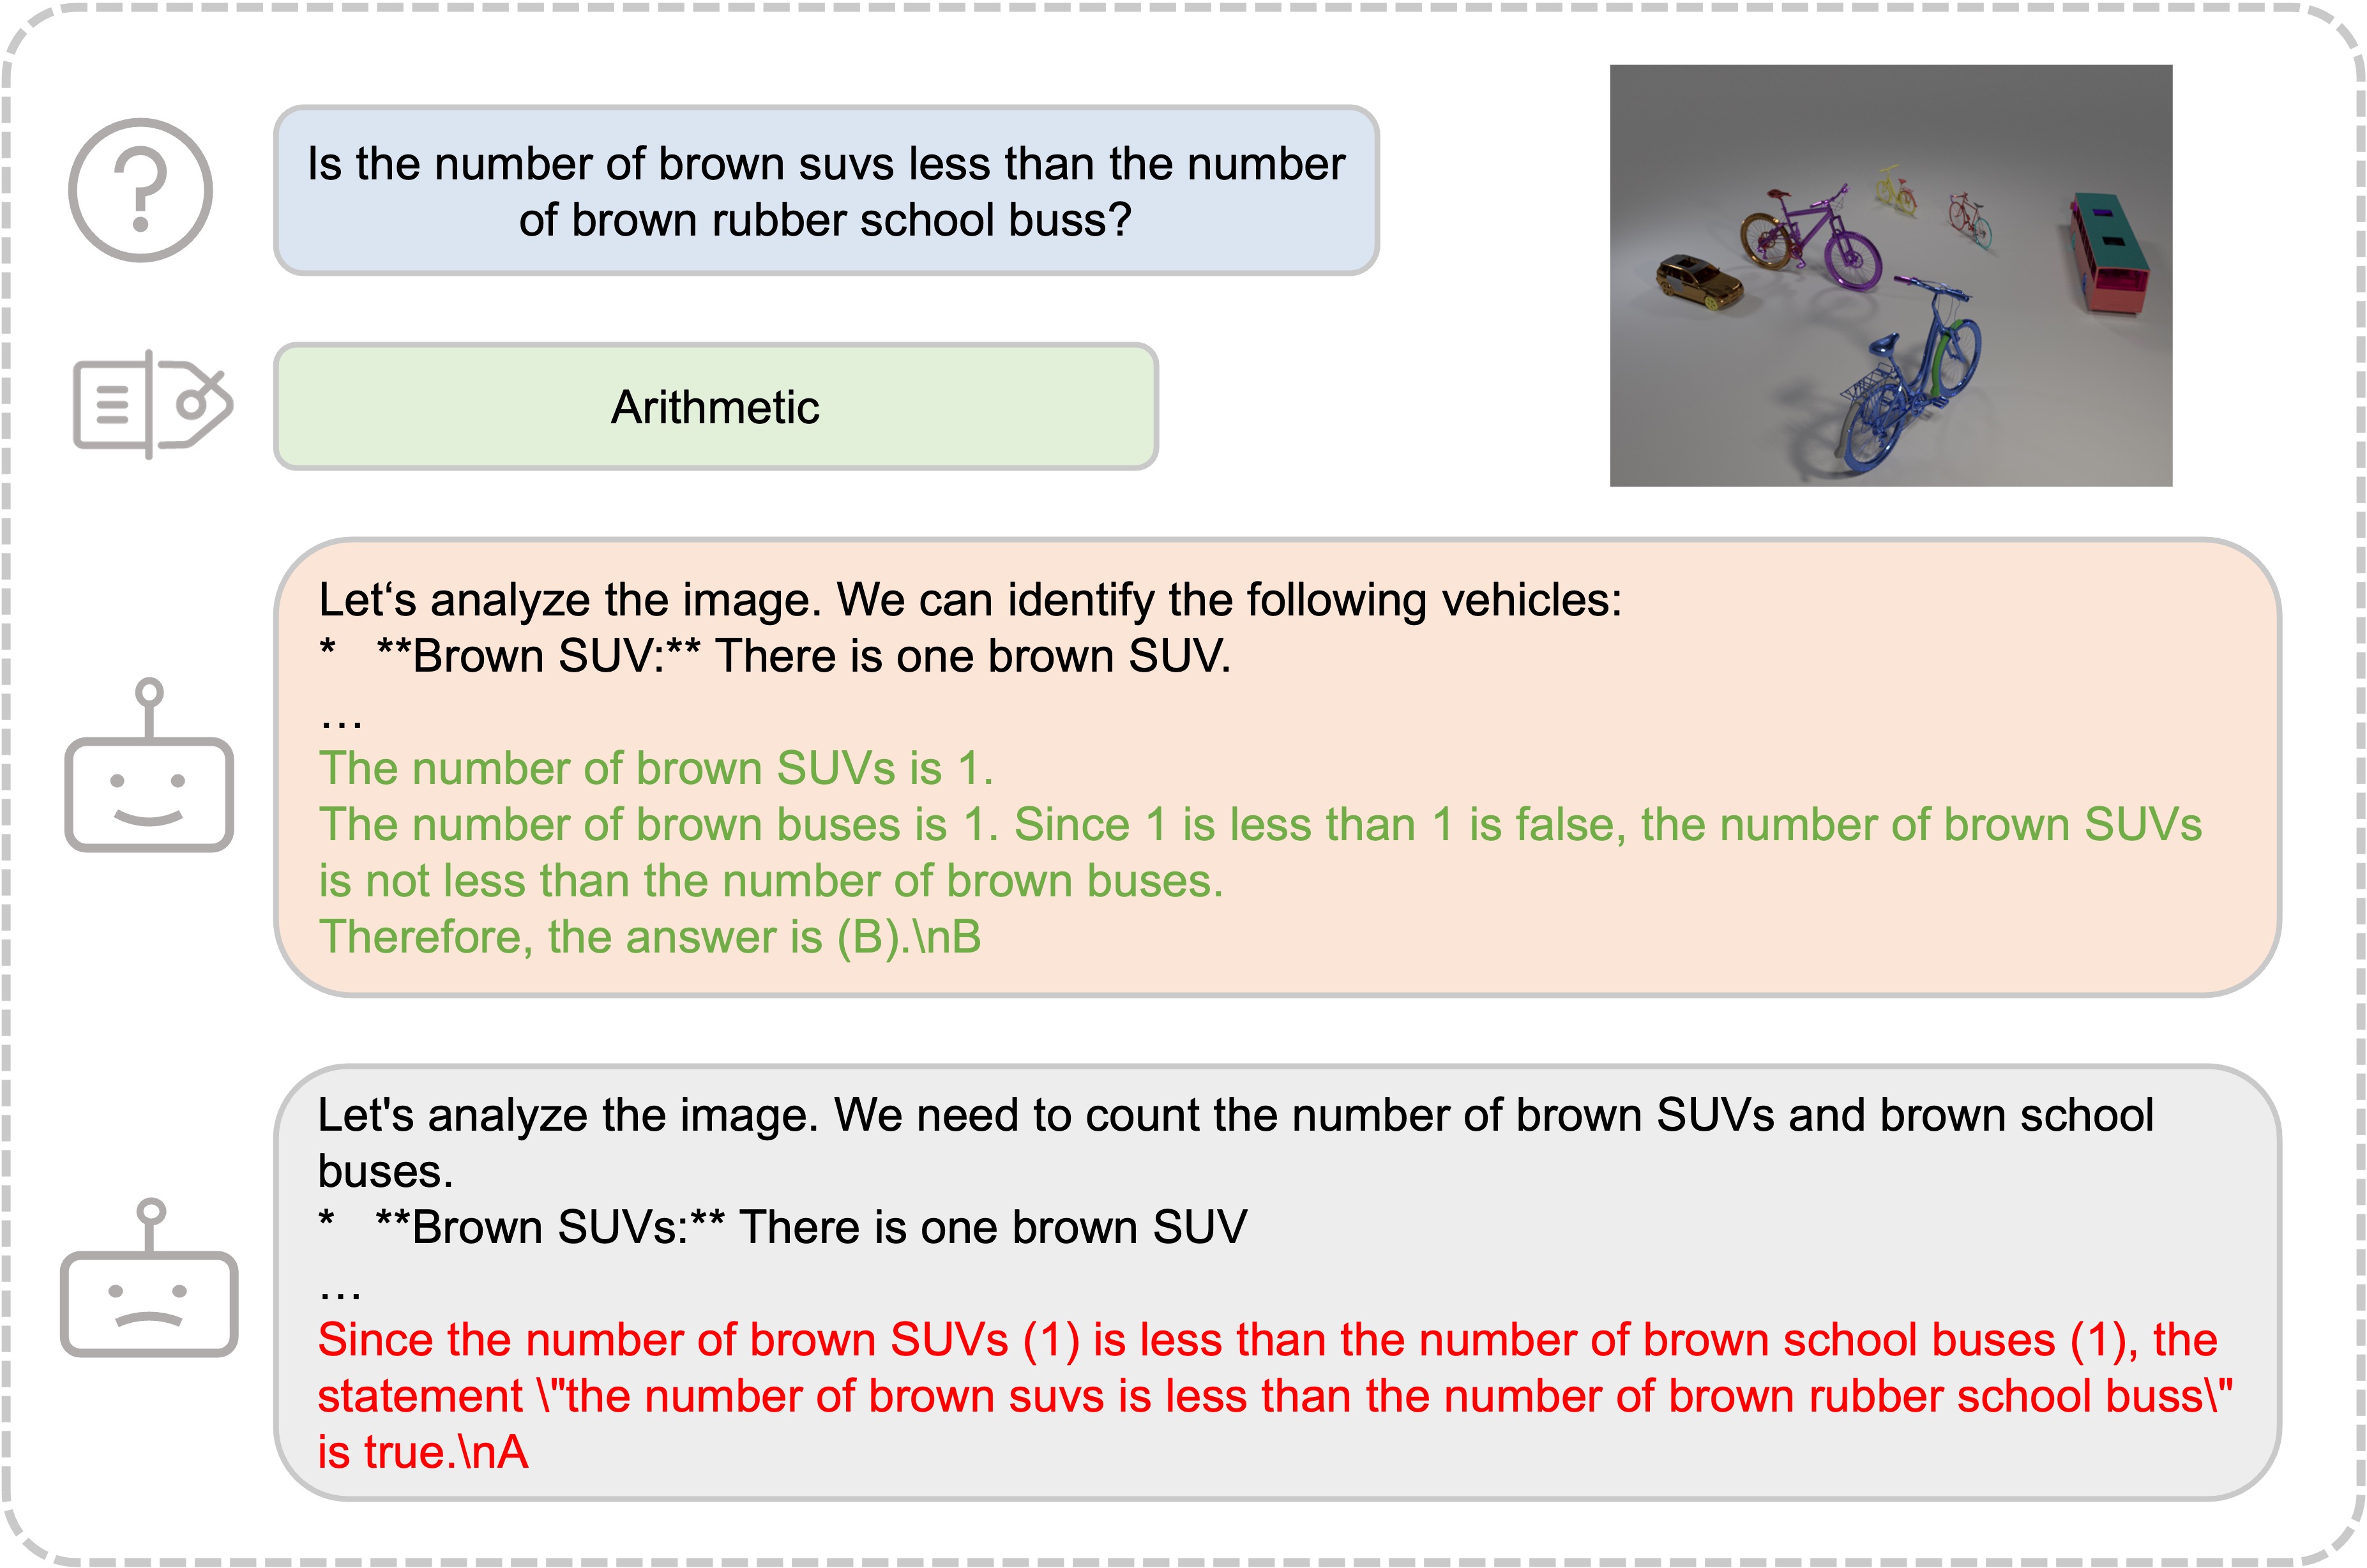 Is the number of brown suvs less than the number
of brown rubber school buss?
Arithmetic
Let‘s analyze the image. We can identify the following vehicles:
* **Brown SUV:** There is one brown SUV.
…
The number of brown SUVs is 1.
The number of brown buses is 1. Since 1 is less than 1 is false, the number of brown SUVs
is not less than the number of brown buses.
Therefore, the answer is (B).\nB
Let's analyze the image. We need to count the number of brown SUVs and brown school
buses.
* **Brown SUVs:** There is one brown SUV
…
Since the number of brown SUVs (1) is less than the number of brown school buses (1), the
statement \"the number of brown suvs is less than the number of brown rubber school buss\"
is true.\nA